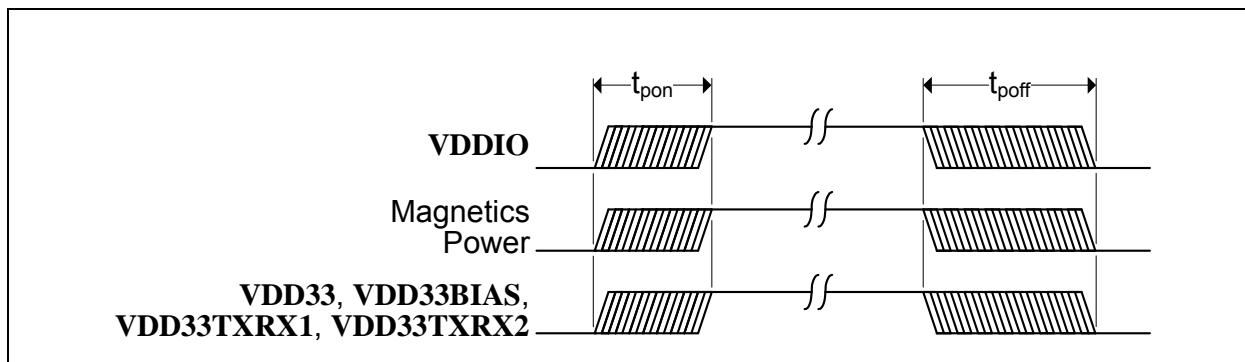 tpon
tpoff
VDDIO
Magnetics
Power
VDD33, VDD33BIAS,
VDD33TXRX1, VDD33TXRX2